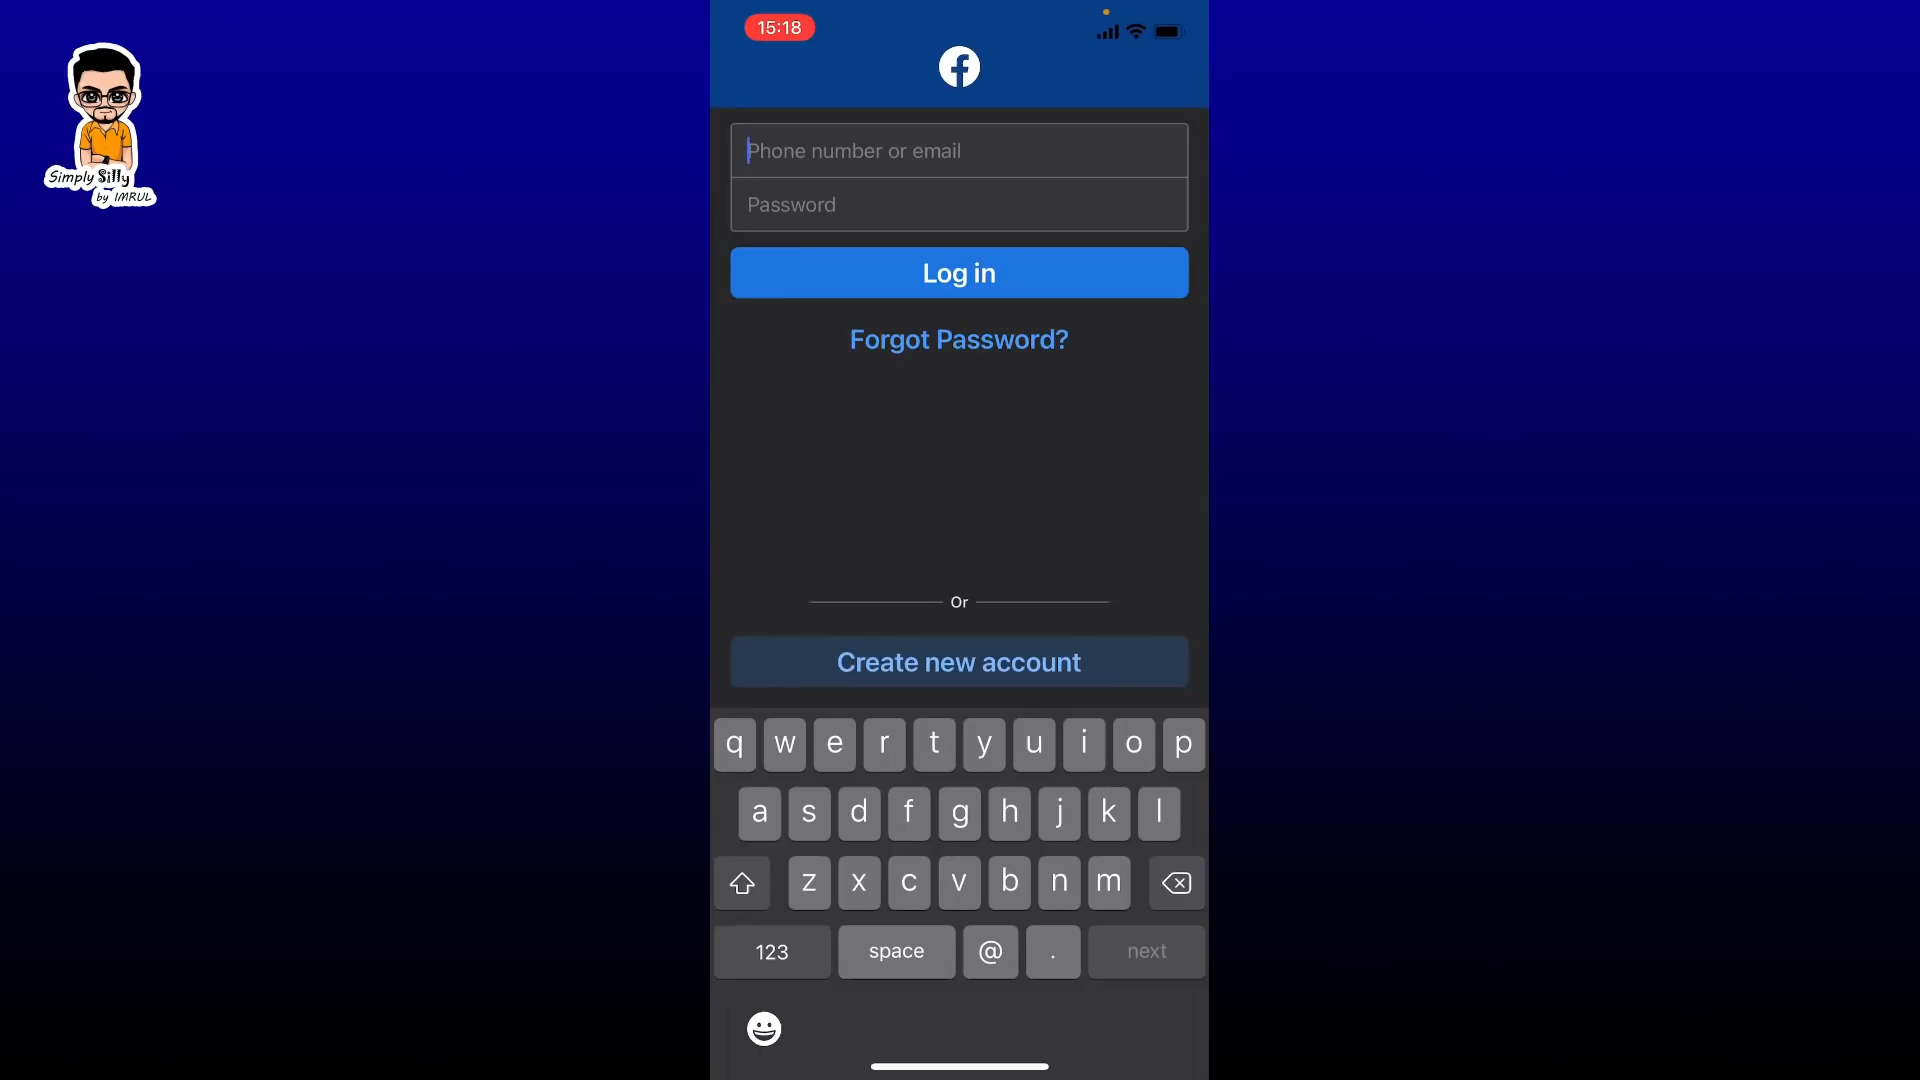 15:18
Simply Silly
by IMRUL
Phone number or email
Password
Log in
Forgot Password?
Or
Create new account
q w e r t y u i o p
a s d f g h j k l
z x c v b n m
123 space @ . next